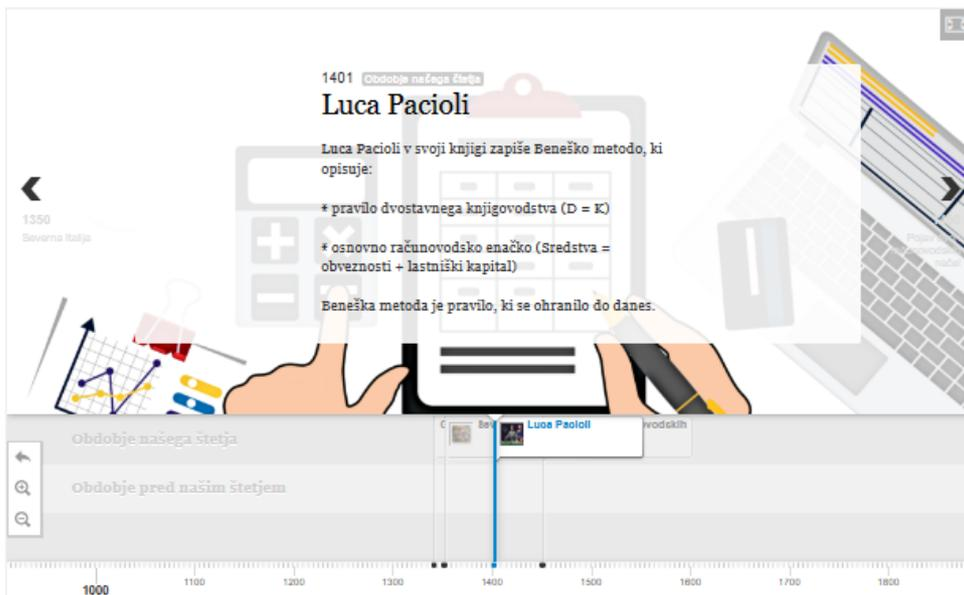 1401 Obdobje našega čtetja
Luca Pacioli
Luca Pacioli v svoji knjigi zapiše Beneško metodo, ki
opisuje:
* pravilo dvostavnega knjigovodstva (D = K)
* osnovno računovodsko enačko (Sredstva =
obveznosti + lastniški kapital)
Beneška metoda je pravilo, ki se ohranilo do danes.
1350
Severna Italija
Obdobje našega štetja
Luca Pacioli
Obdobje pred našim štetjem
1000 1100 1200 1300 1400 1500 1600 1700 1800